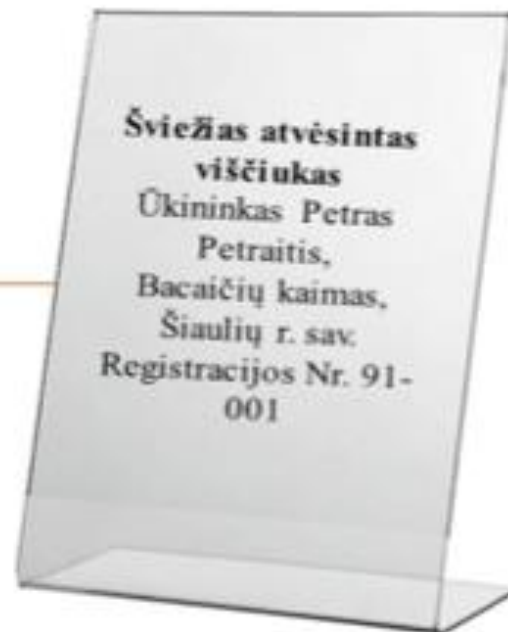 Šviežias atvėsintas
viščiukas
Ūkininkas Petras
Petraitis,
Bacaičių kaimas,
Šiaulių r. sav.
Registracijos Nr. 91-
001